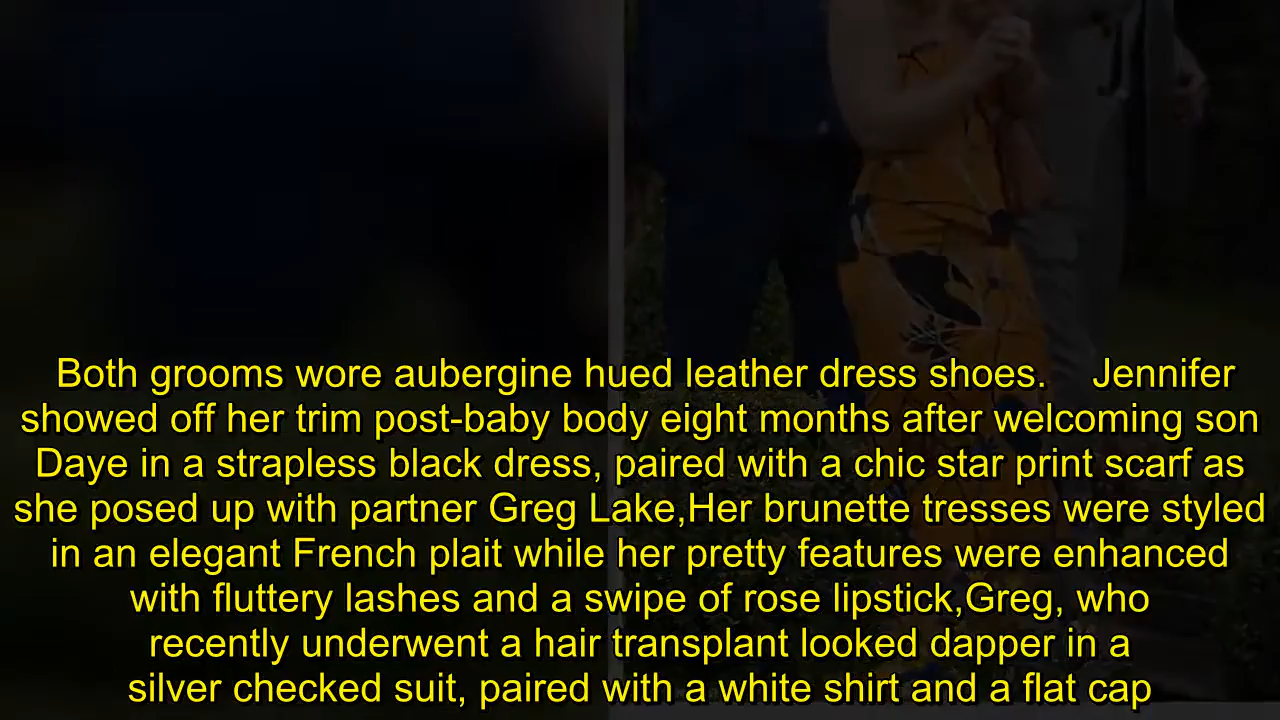 Both grooms wore aubergine hued leather dress shoes. Jennifer
showed off her trim post-baby body eight months after welcoming son
Daye in a strapless black dress, paired with a chic star print scarf as
she posed up with partner Greg Lake,Her brunette tresses were styled
in an elegant French plait while her pretty features were enhanced
with fluttery lashes and a swipe of rose lipstick,Greg, who
recently underwent a hair transplant looked dapper in a
silver checked suit, paired with a white shirt and a flat cap